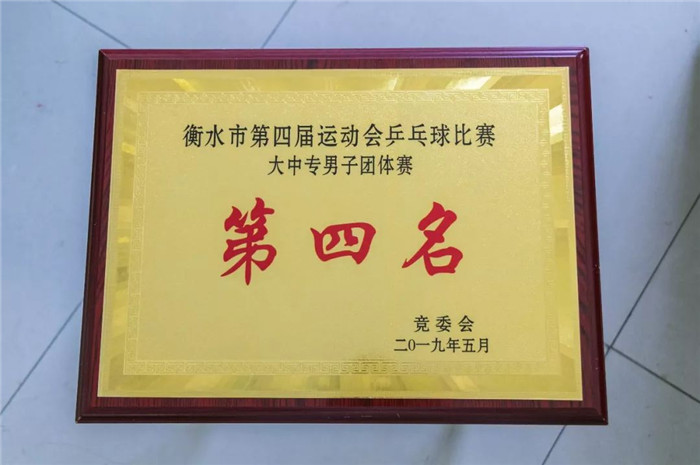 衡水市第四届运动会乒乓球比赛
大中专男子团体赛
第四名
竞委会
二〇一九年五月